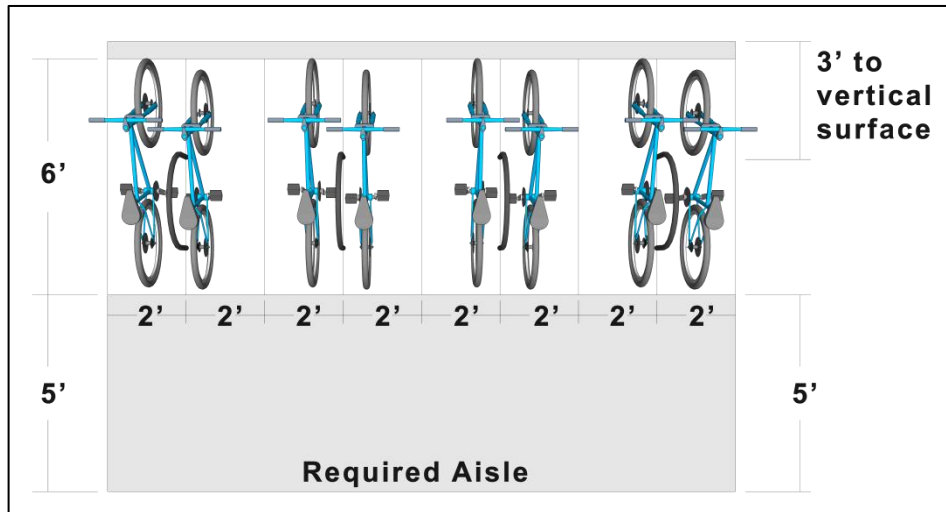 3’ to
vertical
surface
6’
2’ 2’ 2’ 2’ 2’ 2’ 2’ 2’
5’ 5’
Required Aisle